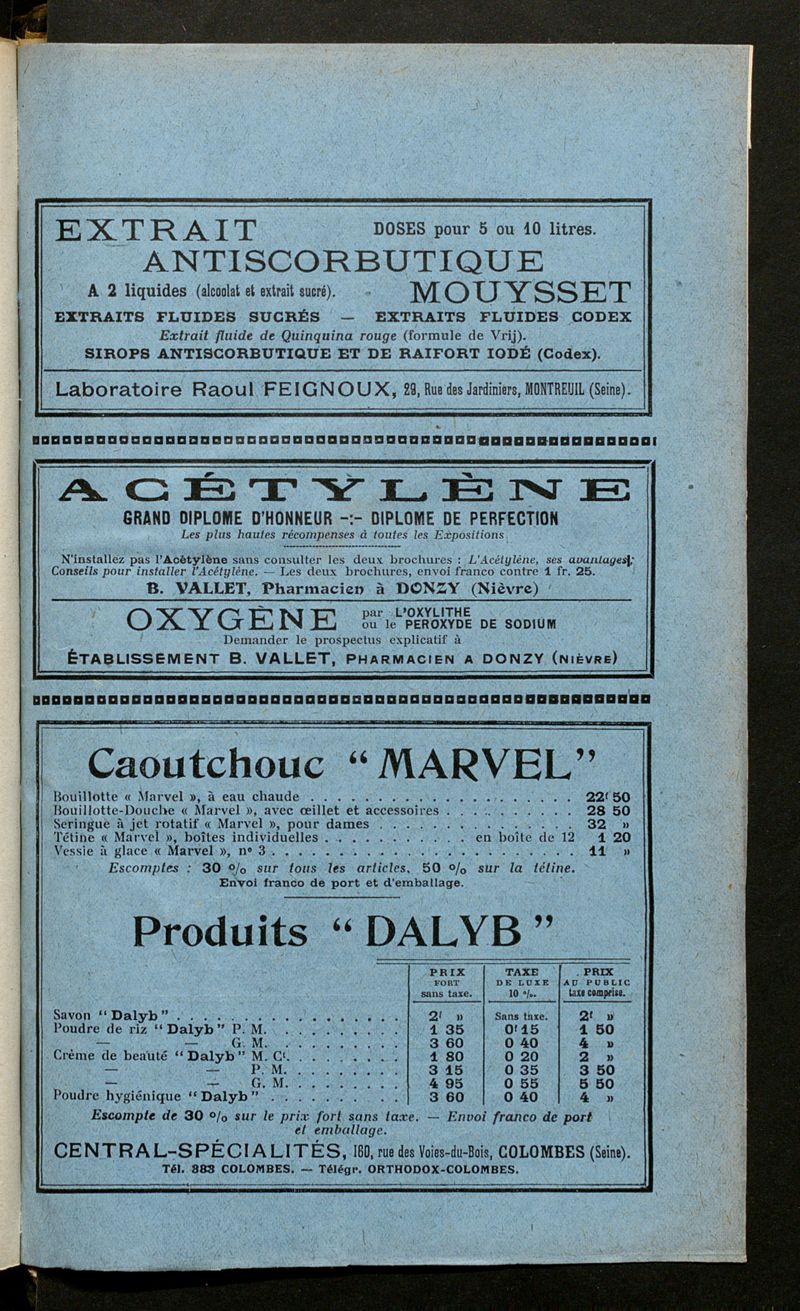 EXTRAIT DOSES pour 5 ou 10 litres.
ANTISCORBUTIQUE
A 2 liquides (alcoolat et extrait sucré). MOUYSSET
EXTRAITS FLUIDES SUCRÉS — EXTRAITS FLUIDES CODEX
Extrait fluide de Quinquina rouge (formule de Vrij).
SIROPS ANTISCORBUTIQUE ET DE RAIFORT IODÉ (Codex).
Laboratoire Raoul FEIGNOUX, 29, Rue des Jardiniers, MONTREUIL (Seine).
ACÉTYLÈNE
GRAND DIPLOME D'HONNEUR -:- DIPLOME DE PERFECTION
Les plus hautes récompenses à toutes les Expositions
N'installez pas l'Acétylène sans consulter les deux brochures : L'Acétylène, ses avantages;
Conseils pour installer l'Acétylène. — Les deux brochures, envoi franco contre 1 fr. 25.
B. VALLET, Pharmacien à DONZY (Nièvre)
OXYGÈNE par L'OXYLITHE
ou le PEROXYDE DE SODIUM
Demander le prospectus explicatif à
ÉTABLISSEMENT B. VALLET, PHARMACIEN A DONZY (NIÈVRE)
Caoutchouc “ MARVEL”
Bouillotte « Marvel », à eau chaude . . . . . . . . . . . . . . . . . . . . 22f 50
Bouillotte-Douche « Marvel », avec œillet et accessoires . . . . . . . . . . 28 50
Seringue à jet rotatif « Marvel », pour dames . . . . . . . . . . . . . . . 32 »
Tétine « Marvel », boîtes individuelles . . . . . . . . . . . en boîte de 12 1 20
Vessie à glace « Marvel », n° 3 . . . . . . . . . . . . . . . . . . . . . . . 11 »
Escomptes : 30 % sur tous les articles, 50 % sur la tétine.
Envoi franco de port et d'emballage.
Produits “ DALYB ”
PRIX FORT sans taxe. TAXE DE LUXE 10 %. PRIX AU PUBLIC taxe comprise.
Savon “ Dalyb ” . . . . . . . . . . . . . . . . . 2f » Sans taxe. 2f »
Poudre de riz “ Dalyb ” P. M. . . . . . . . . . . 1 35 0f 15 1 50
— — G. M. . . . . . . . . . . 3 60 0 40 4 »
Crème de beauté “ Dalyb ” M. Ct. . . . . . . . . 1 80 0 20 2 »
— — P. M. . . . . . . . . . 3 15 0 35 3 50
— — G. M. . . . . . . . . . 4 95 0 55 5 50
Poudre hygiénique “ Dalyb ” . . . . . . . . . . 3 60 0 40 4 »
Escompte de 30 % sur le prix fort sans taxe. — Envoi franco de port
et emballage.
CENTRAL-SPÉCIALITÉS, 160, rue des Voies-du-Bois, COLOMBES (Seine).
Tél. 883 COLOMBES. — Télégr. ORTHODOX-COLOMBES.